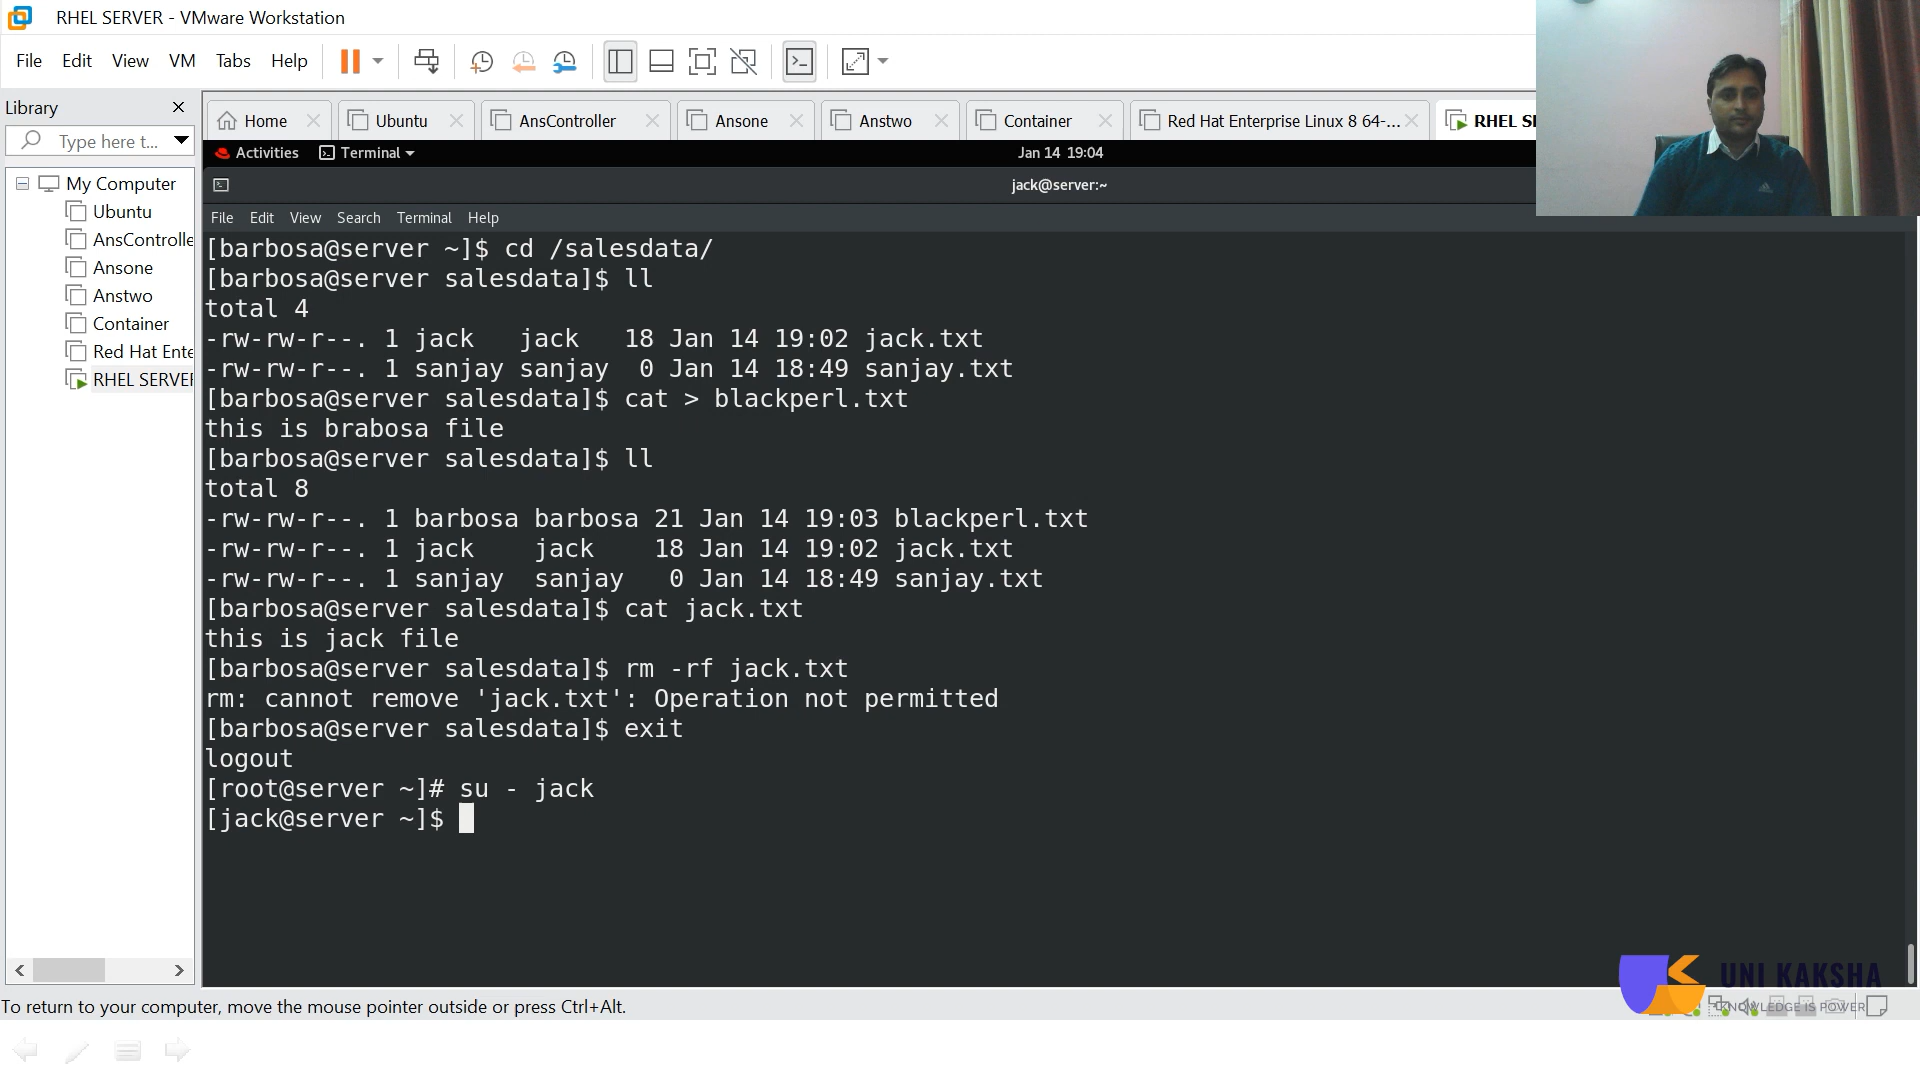 RHEL SERVER - VMware Workstation
File Edit View VM Tabs Help
Library
Type here t...
My Computer
Ubuntu
AnsControlle
Ansone
Anstwo
Container
Red Hat Ente
RHEL SERVER
Home Ubuntu AnsController Ansone Anstwo Container Red Hat Enterprise Linux 8 64-... RHEL SE
Activities Terminal Jan 14 19:04
jack@server:~
File Edit View Search Terminal Help
[barbosa@server ~]$ cd /salesdata/
[barbosa@server salesdata]$ ll
total 4
-rw-rw-r--. 1 jack   jack   18 Jan 14 19:02 jack.txt
-rw-rw-r--. 1 sanjay sanjay  0 Jan 14 18:49 sanjay.txt
[barbosa@server salesdata]$ cat > blackperl.txt
this is brabosa file
[barbosa@server salesdata]$ ll
total 8
-rw-rw-r--. 1 barbosa barbosa 21 Jan 14 19:03 blackperl.txt
-rw-rw-r--. 1 jack    jack    18 Jan 14 19:02 jack.txt
-rw-rw-r--. 1 sanjay  sanjay   0 Jan 14 18:49 sanjay.txt
[barbosa@server salesdata]$ cat jack.txt
this is jack file
[barbosa@server salesdata]$ rm -rf jack.txt
rm: cannot remove 'jack.txt': Operation not permitted
[barbosa@server salesdata]$ exit
logout
[root@server ~]# su - jack
[jack@server ~]$
UNI KAKSHA
KNOWLEDGE IS POWER
To return to your computer, move the mouse pointer outside or press Ctrl+Alt.